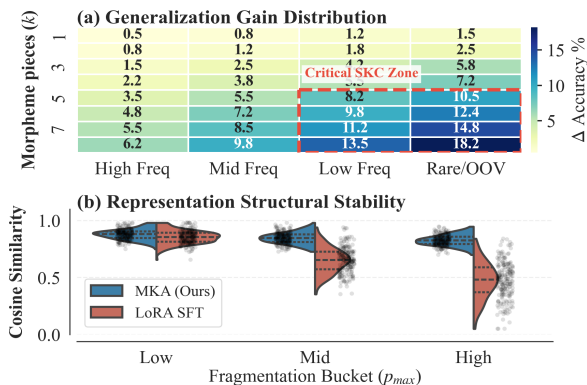 (a) Generalization Gain Distribution
Morpheme pieces (k)
1
3
5
7
0.5 0.8 1.2 1.5
0.8 1.2 1.8 2.5
1.5 2.5 4.2 5.8
2.2 3.8 7.2
Critical SKC Zone
3.5 5.5 8.2 10.5
4.8 7.2 9.8 12.4
5.5 8.5 11.2 14.8
6.2 9.8 13.5 18.2
High Freq Mid Freq Low Freq Rare/OOV
15
10
5
Δ Accuracy %
(b) Representation Structural Stability
Cosine Similarity
1.0
0.5
0.0
MKA (Ours)
LoRA SFT
Low Mid High
Fragmentation Bucket (p_max)